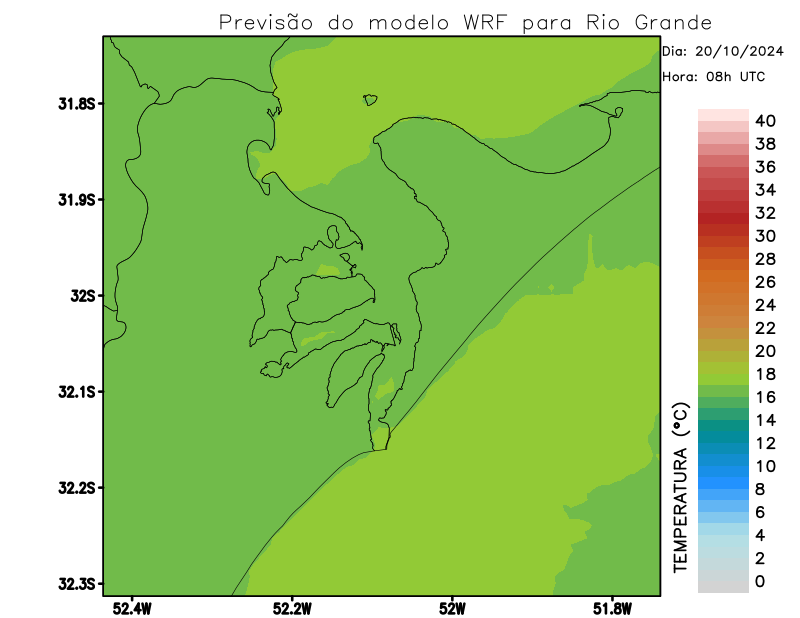 Previsão do modelo WRF para Rio Grande
Dia: 20/10/2024
Hora: 08h UTC
31.8S
31.9S
32S
32.1S
32.2S
32.3S
52.4W
52.2W
52W
51.8W
TEMPERATURA (°C)
40
38
36
34
32
30
28
26
24
22
20
18
16
14
12
10
8
6
4
2
0